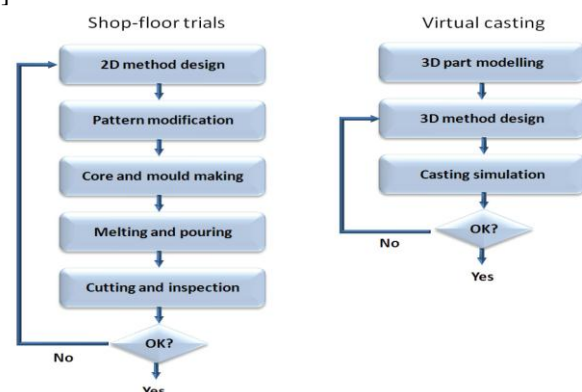 ]
Shop-floor trials
2D method design
Pattern modification
Core and mould making
Melting and pouring
Cutting and inspection
OK?
No
Yes
Virtual casting
3D part modelling
3D method design
Casting simulation
OK?
No
Yes